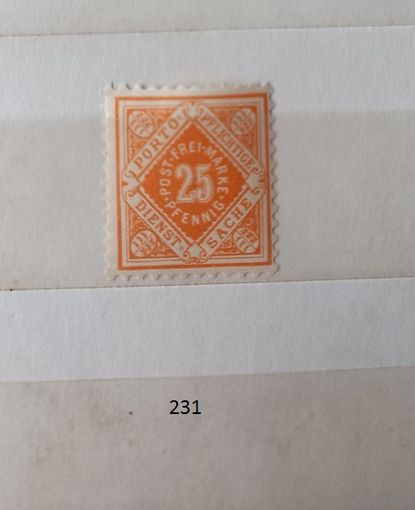 PORTO-
PFLICHTIGE
POST-FREI-MARKE
25
PFENNIG
DIENST-
SACHE
231